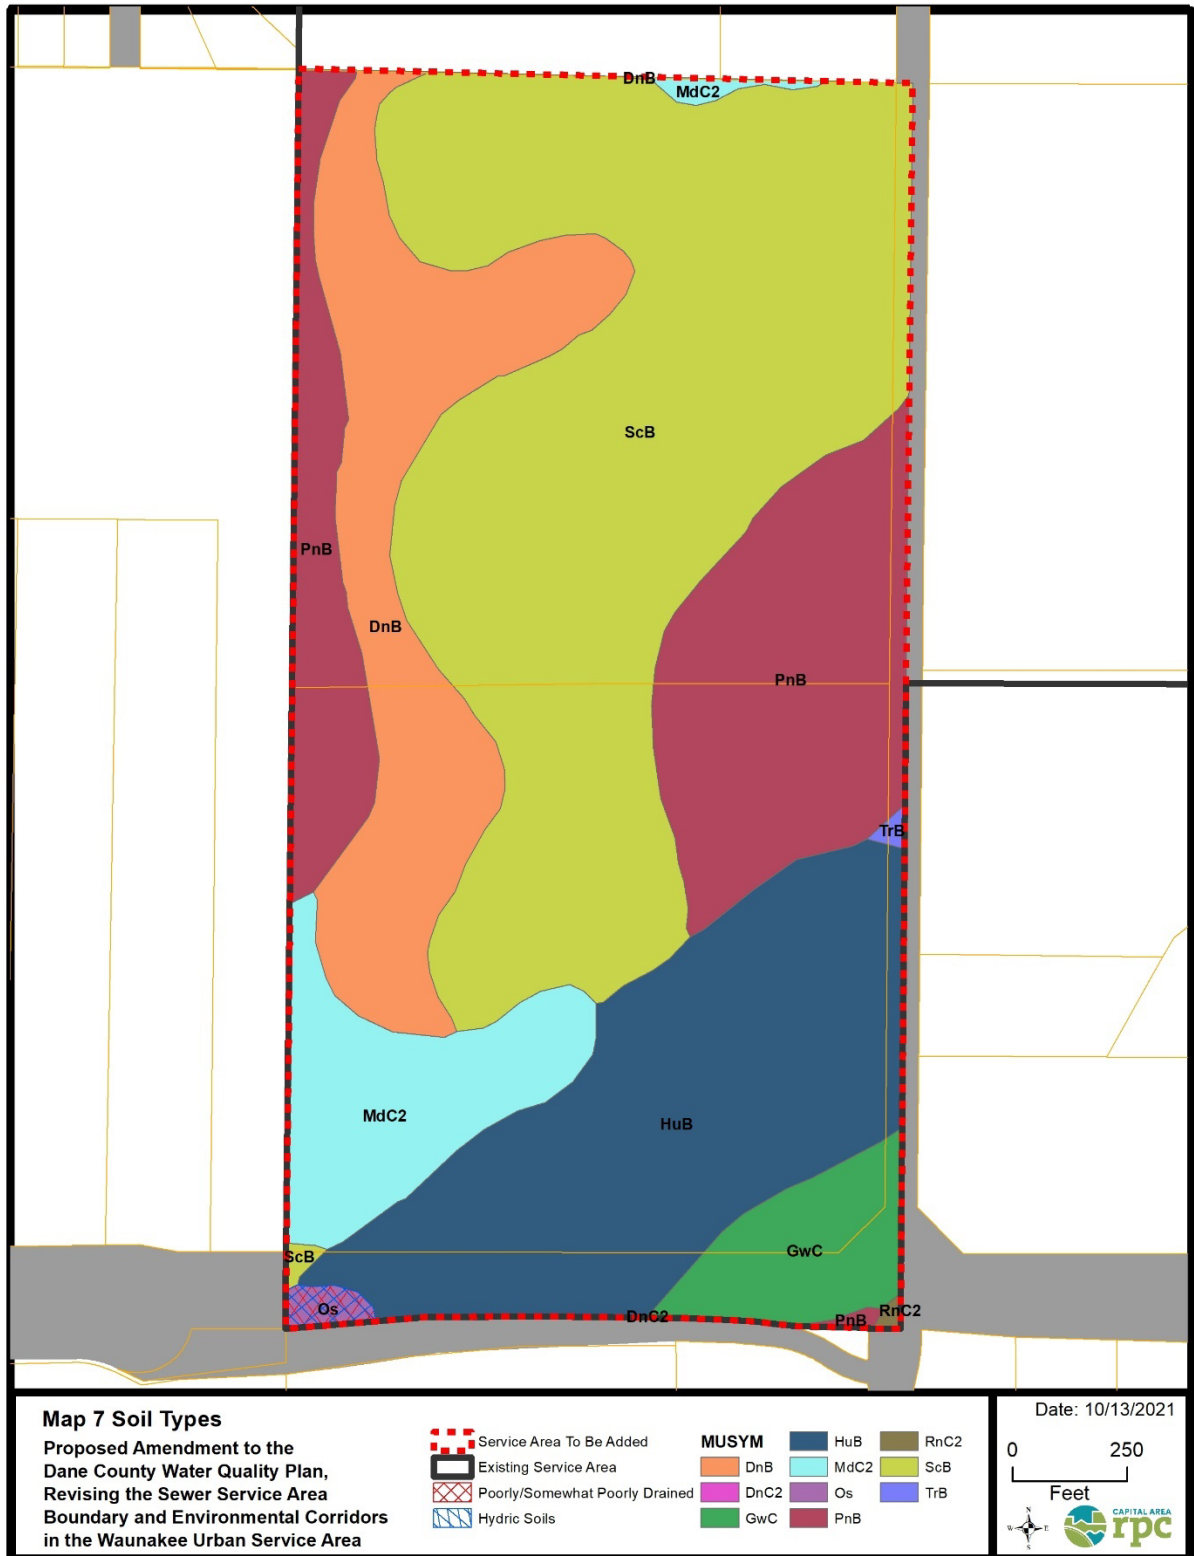 DnB
MdC2
ScB
PnB
DnB
PnB
TrB
MdC2
HuB
ScB
GwC
Os
DnC2
PnB
RnC2
Map 7 Soil Types
Proposed Amendment to the
Dane County Water Quality Plan,
Revising the Sewer Service Area
Boundary and Environmental Corridors
in the Waunakee Urban Service Area
Service Area To Be Added
Existing Service Area
Poorly/Somewhat Poorly Drained
Hydric Soils
MUSYM
DnB
DnC2
GwC
HuB
MdC2
Os
PnB
RnC2
ScB
TrB
Date: 10/13/2021
0 250
Feet
N
W E
S
CAPITAL AREA
rpc